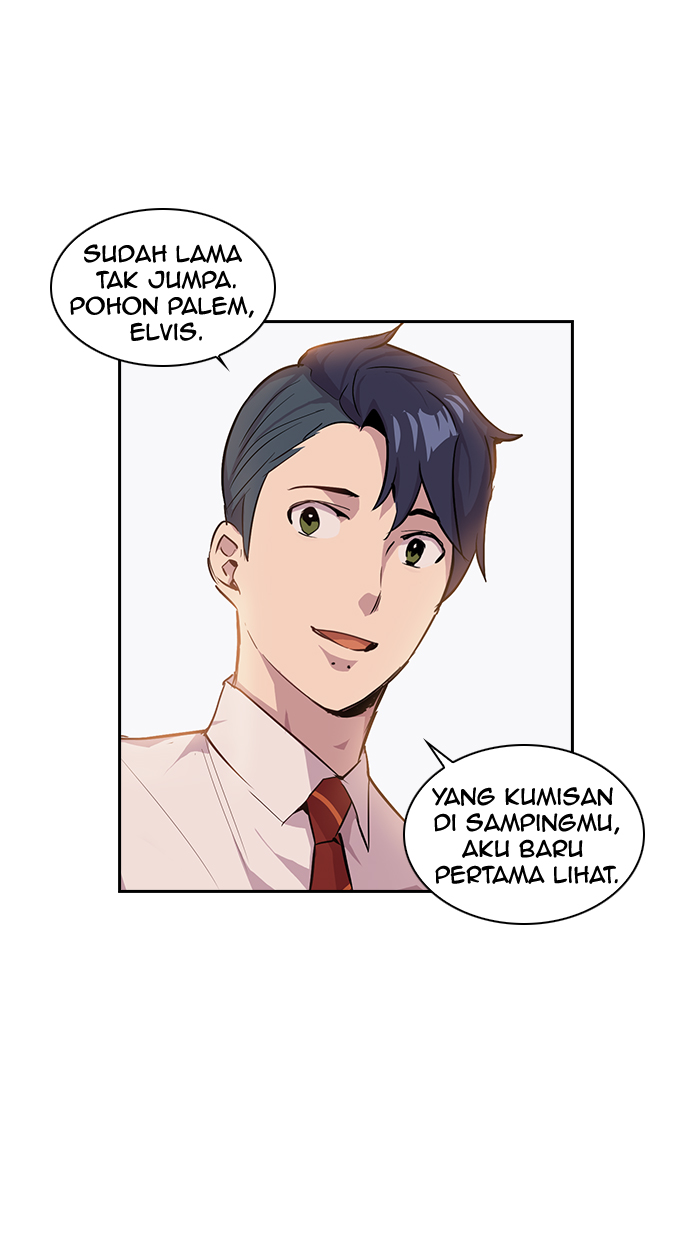 SUDAH LAMA
TAK JUMPA.
POHON PALEM,
ELVIS.
YANG KUMISAN
DI SAMPINGMU,
AKU BARU
PERTAMA LIHAT.